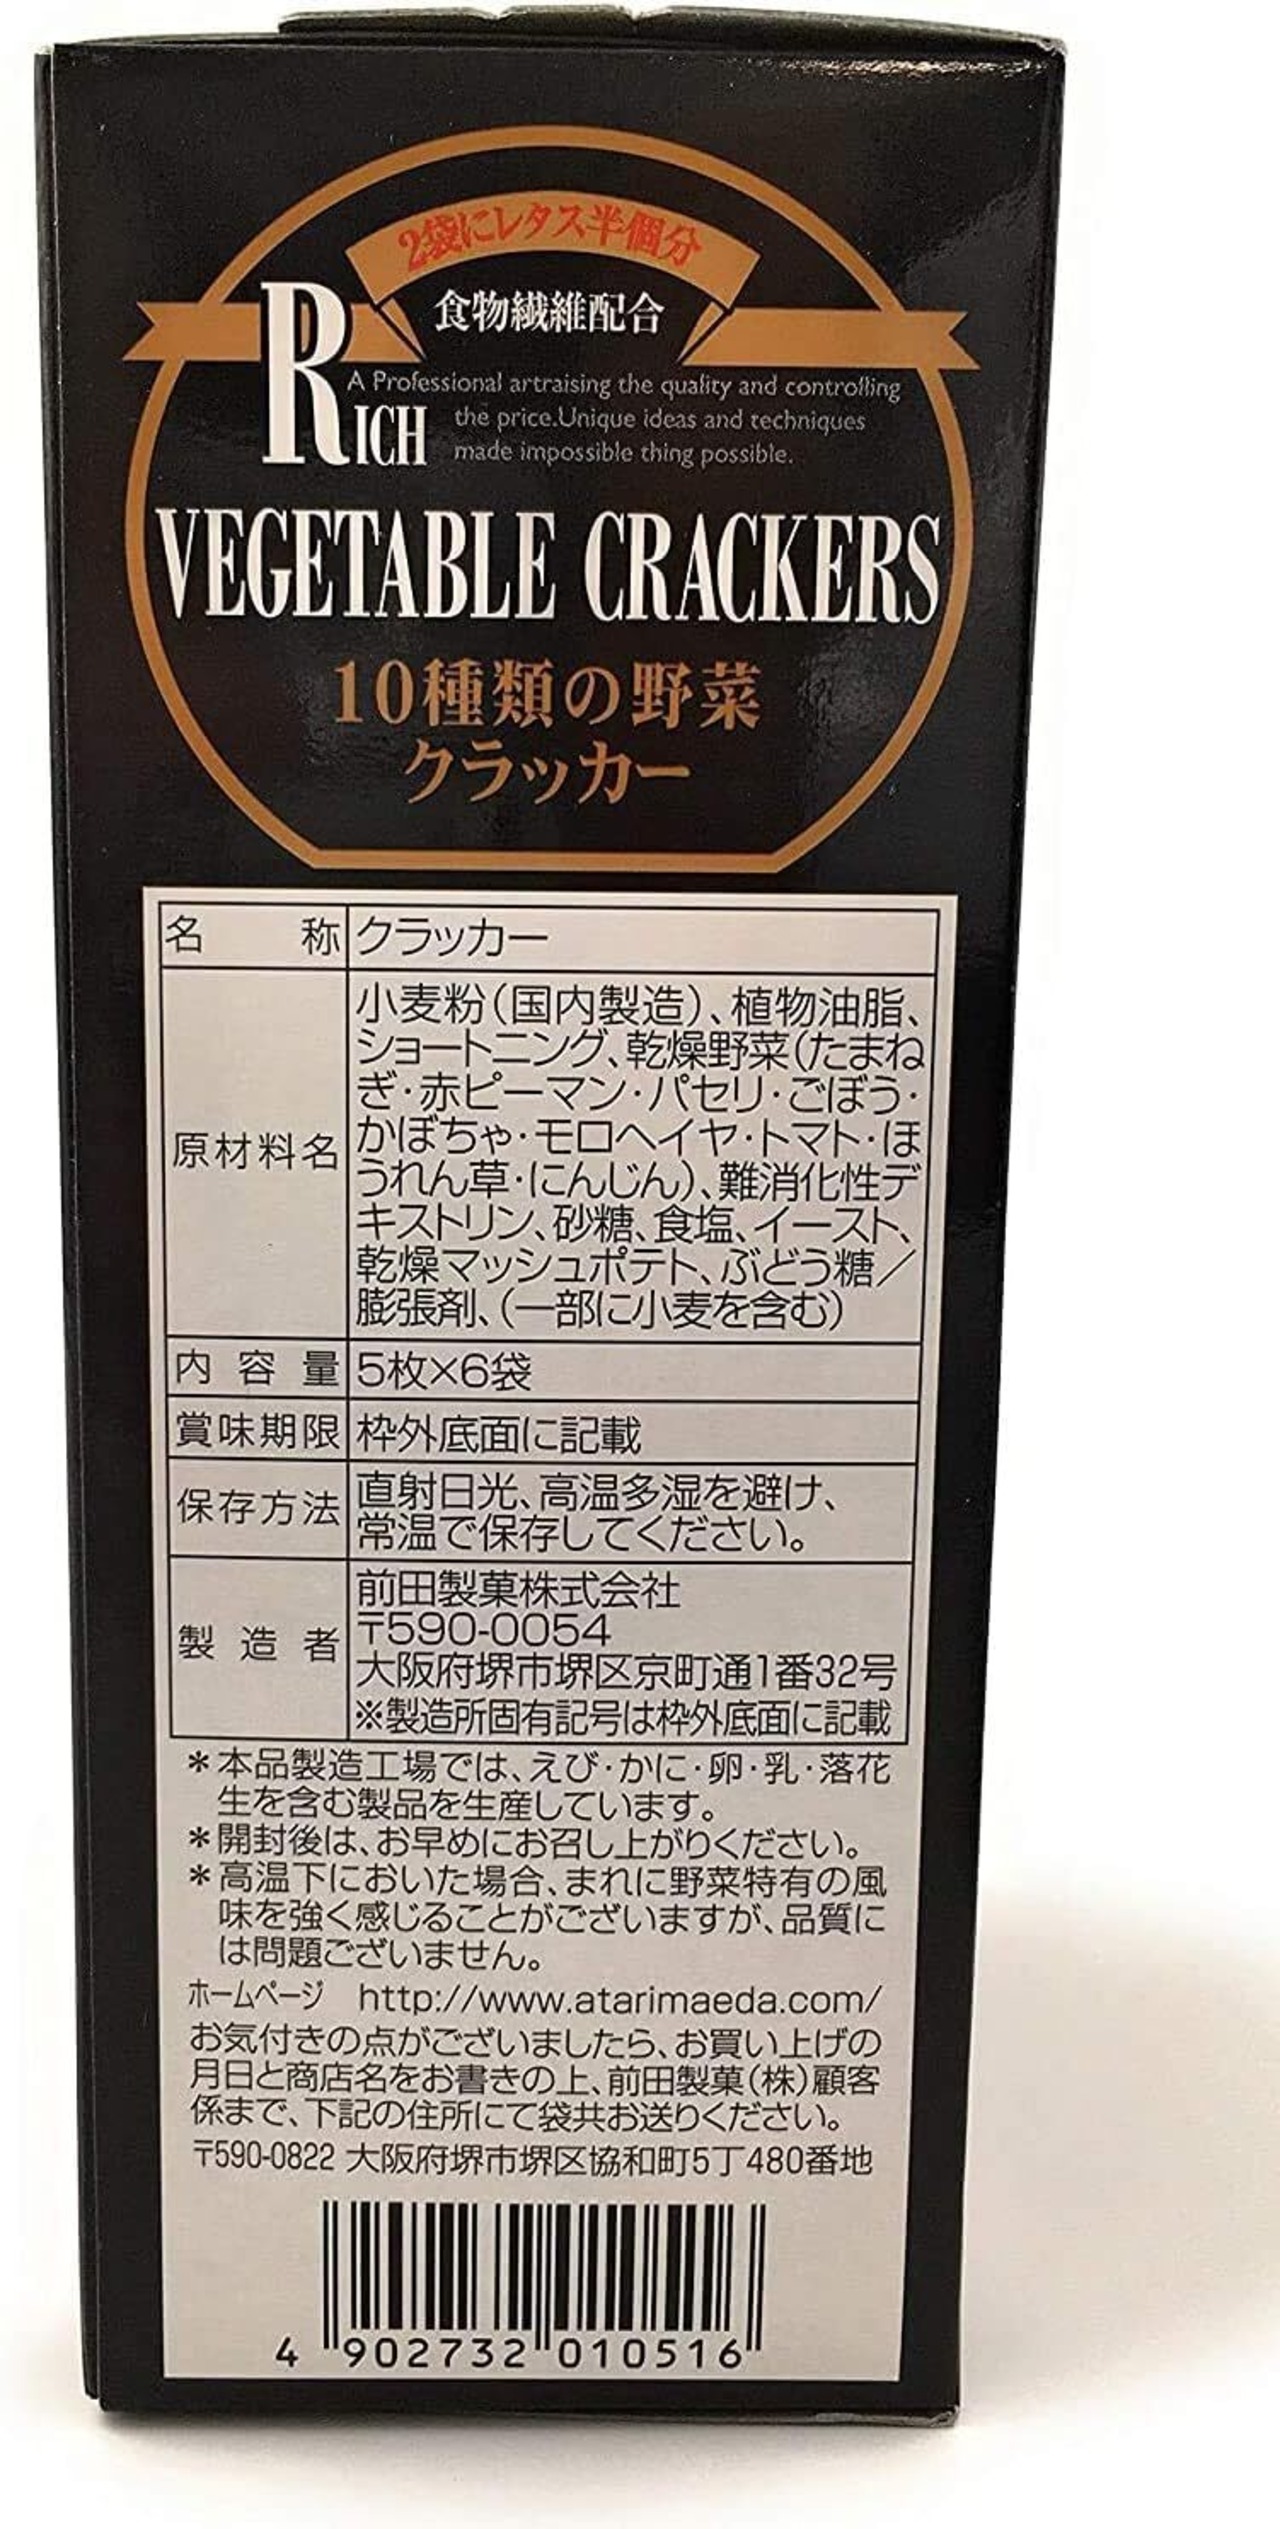 2袋にレタス半個分
食物繊維配合
RICH
A Professional artraising the quality and controlling
the price.Unique ideas and techniques
made impossible thing possible.
VEGETABLE CRACKERS
10種類の野菜
クラッカー
名称 クラッカー
原材料名 小麦粉(国内製造)、植物油脂、
ショートニング、乾燥野菜(たまね
ぎ・赤ピーマン・パセリ・ごぼう・
かぼちゃ・モロヘイヤ・トマト・ほ
うれん草・にんじん)、難消化性デ
キストリン、砂糖、食塩、イースト、
乾燥マッシュポテト、ぶどう糖/
膨張剤、(一部に小麦を含む)
内容量 5枚×6袋
賞味期限 枠外底面に記載
保存方法 直射日光、高温多湿を避け、
常温で保存してください。
製造者 前田製菓株式会社
〒590-0054
大阪府堺市堺区京町通1番32号
※製造所固有記号は枠外底面に記載
*本品製造工場では、えび・かに・卵・乳・落花
生を含む製品を生産しています。
*開封後は、お早めにお召し上がりください。
*高温下においた場合、まれに野菜特有の風
味を強く感じることがございますが、品質に
は問題ございません。
ホームページ http://www.atarimaeda.com/
お気付きの点がございましたら、お買い上げの
月日と商店名をお書きの上、前田製菓(株)顧客
係まで、下記の住所にて袋共お送りください。
〒590-0822 大阪府堺市堺区協和町5丁480番地
4 902732 010516